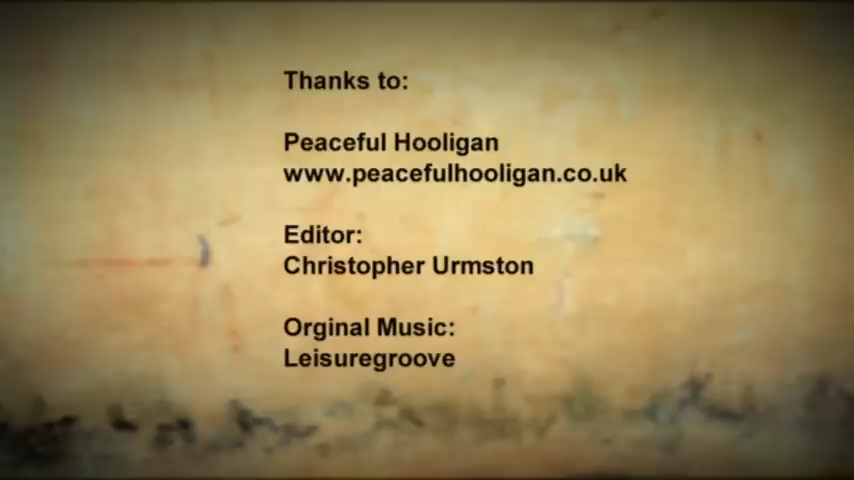 Thanks to:
Peaceful Hooligan
www.peacefulhooligan.co.uk
Editor:
Christopher Urmston
Orginal Music:
Leisuregroove